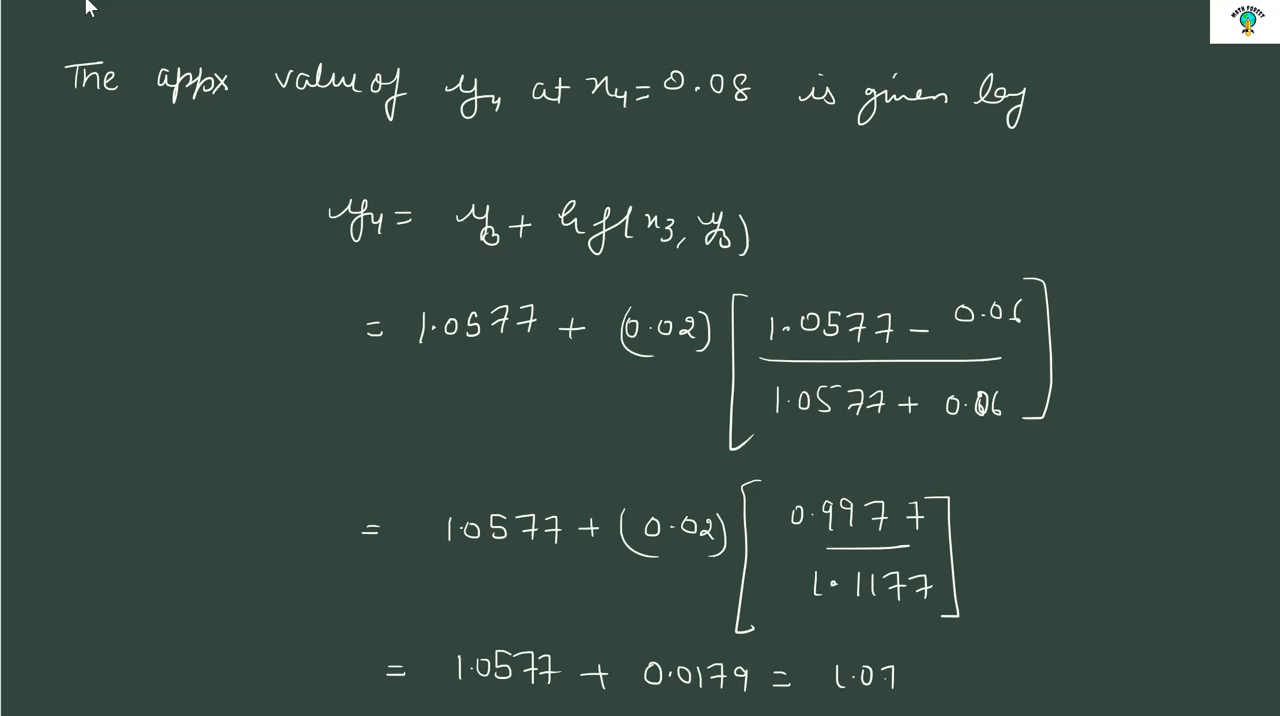 MATH FOREST
The appx value of y₄ at x₄ = 0.08 is given by
y₄ = y₃ + h f(x₃, y₃)
= 1.0577 + (0.02) [ (1.0577 - 0.06) / (1.0577 + 0.06) ]
= 1.0577 + (0.02) [ 0.9977 / 1.1177 ]
= 1.0577 + 0.0179 = 1.07